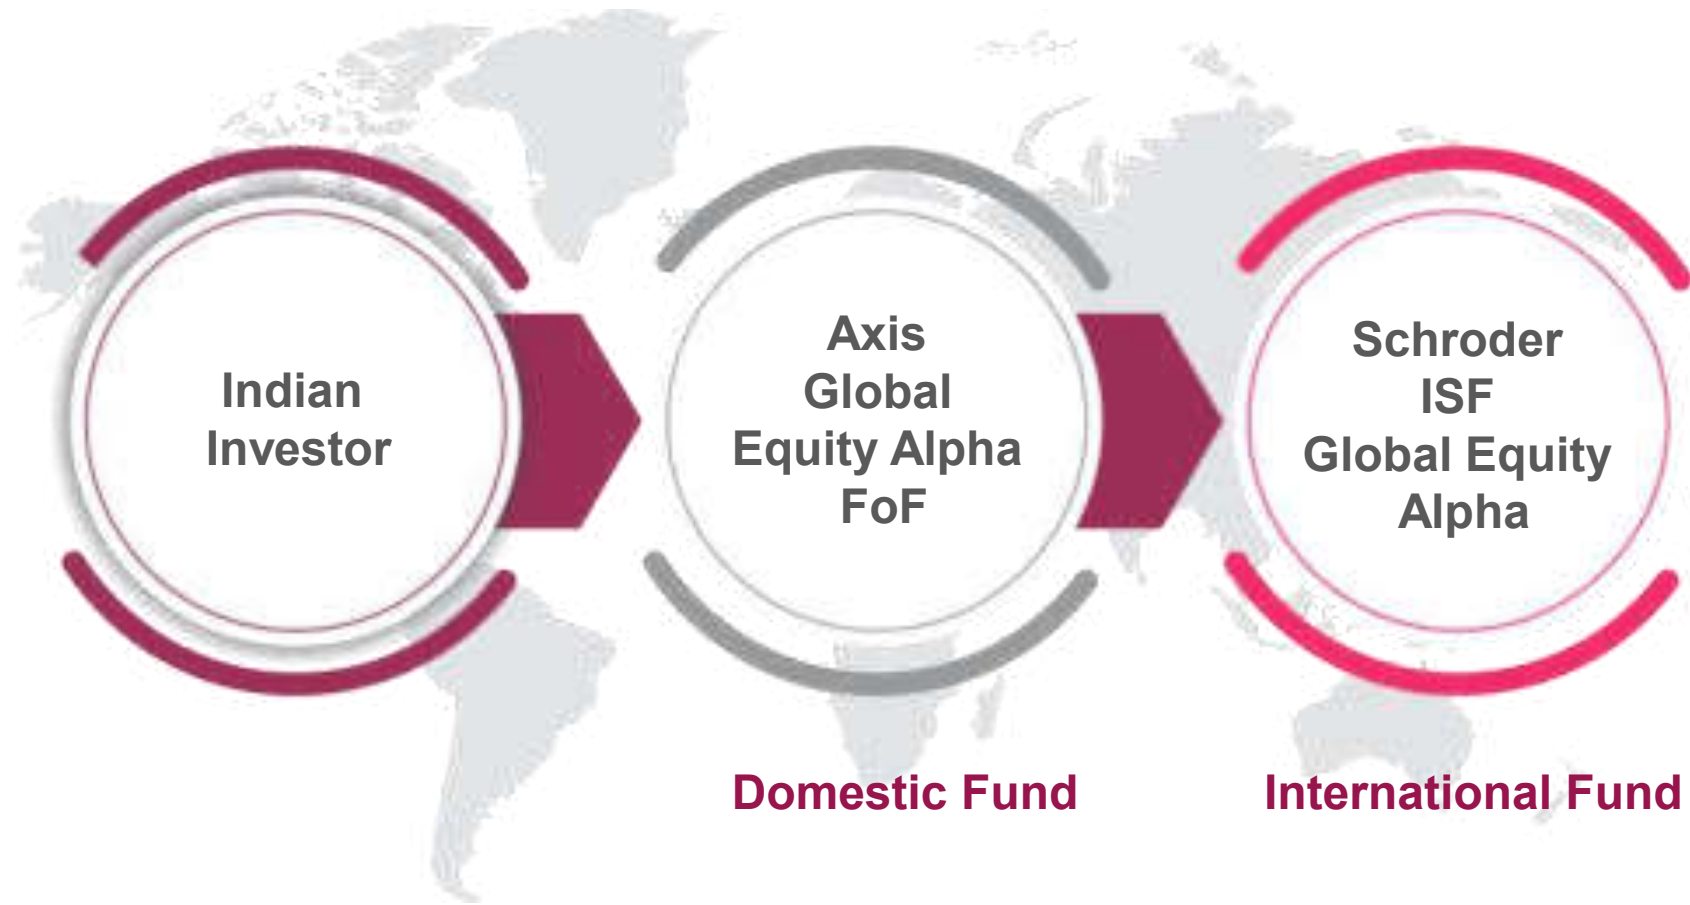 Indian
Investor
Axis
Global
Equity Alpha
FoF
Schroder
ISF
Global Equity
Alpha
Domestic Fund
International Fund